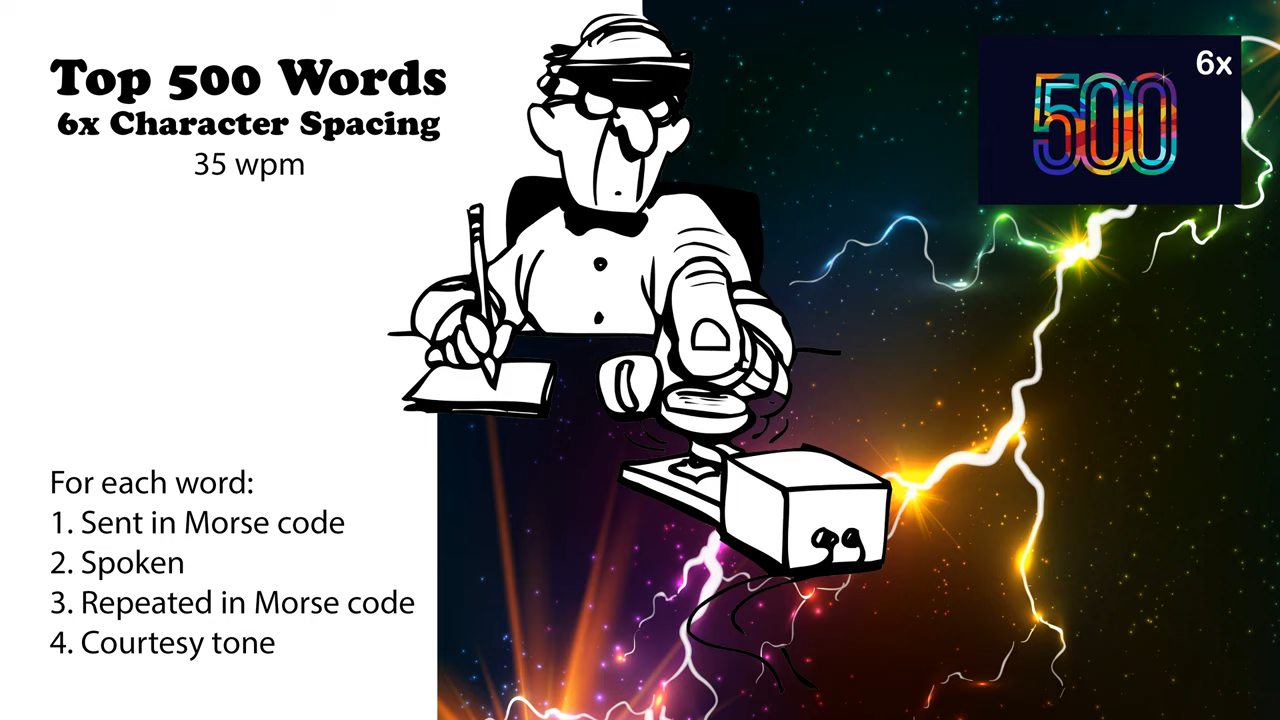 Top 500 Words
6x Character Spacing
35 wpm
6x
500
For each word:
1. Sent in Morse code
2. Spoken
3. Repeated in Morse code
4. Courtesy tone